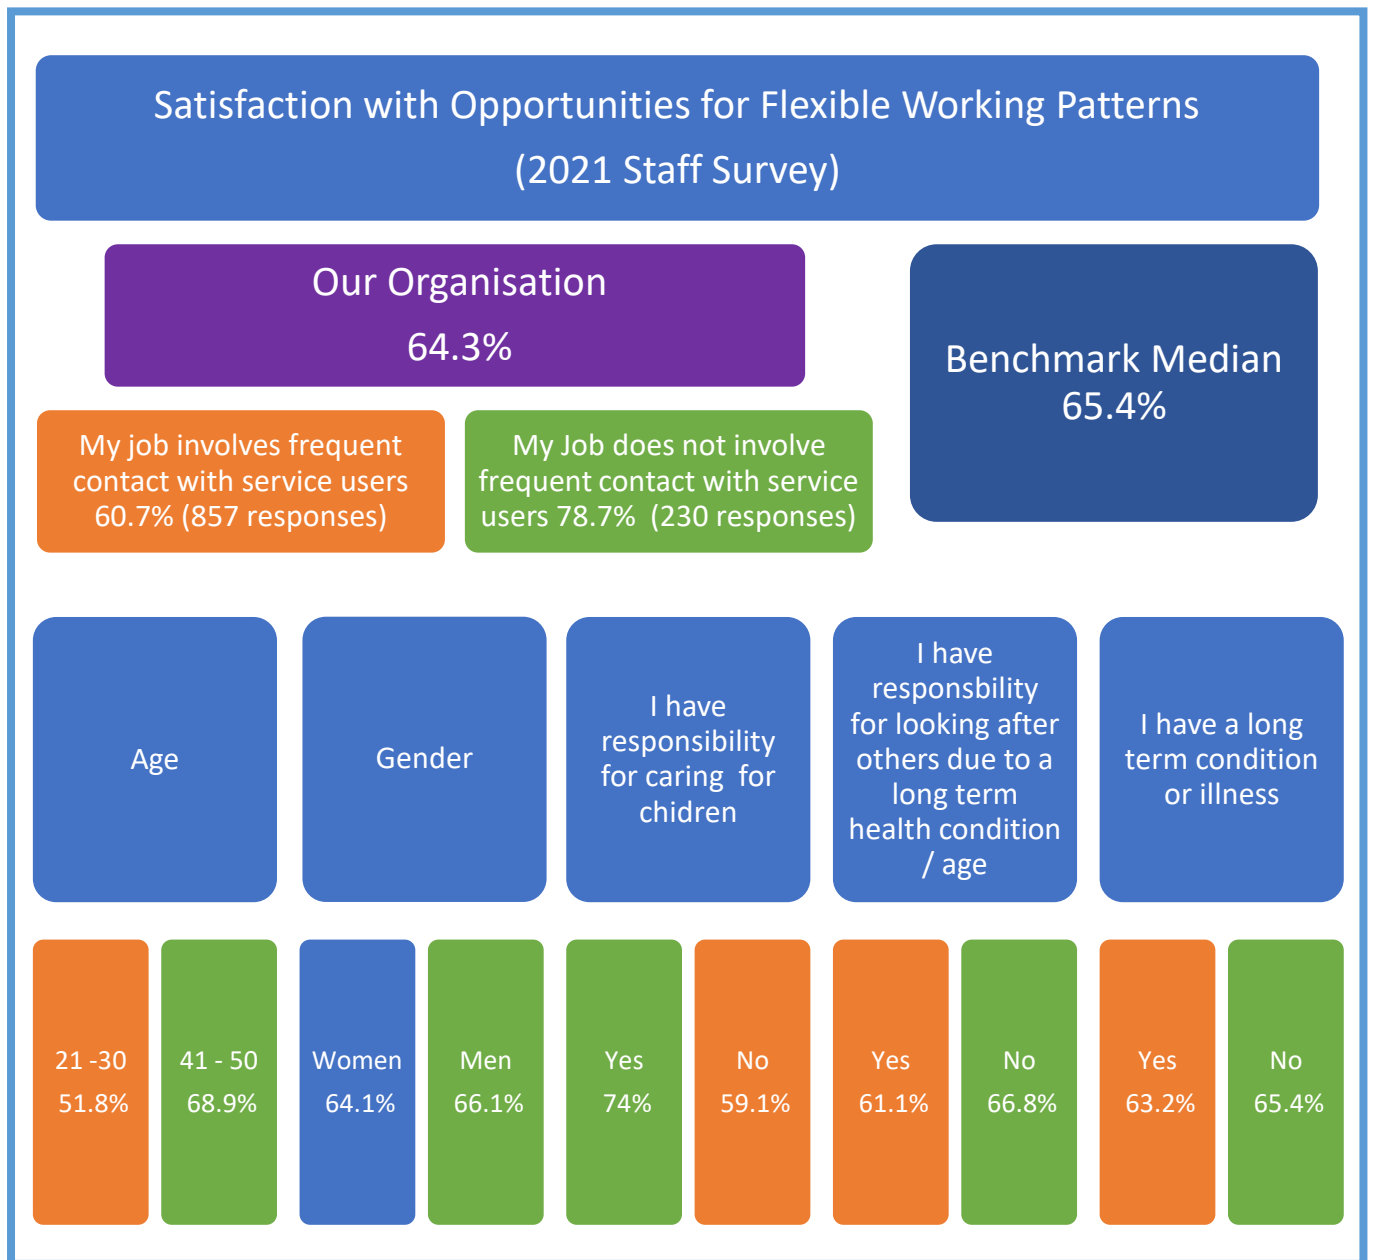 Satisfaction with Opportunities for Flexible Working Patterns
(2021 Staff Survey)
Our Organisation
64.3%
Benchmark Median
65.4%
My job involves frequent
contact with service users
60.7% (857 responses)
My Job does not involve
frequent contact with service
users 78.7%  (230 responses)
Age
Gender
I have
responsibility
for caring  for
chidren
I have
responsbility
for looking after
others due to a
long term
health condition
/ age
I have a long
term condition
or illness
21 -30
51.8%
41 - 50
68.9%
Women
64.1%
Men
66.1%
Yes
74%
No
59.1%
Yes
61.1%
No
66.8%
Yes
63.2%
No
65.4%